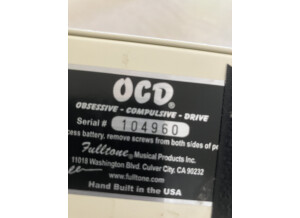 OCD®
OBSESSIVE - COMPULSIVE - DRIVE
Serial # 104960
cess battery, remove screws from both sides of pe
Fulltone® Musical Products Inc.
11018 Washington Blvd. Culver City, CA 90232
www.fulltone.com
Hand Built in the USA